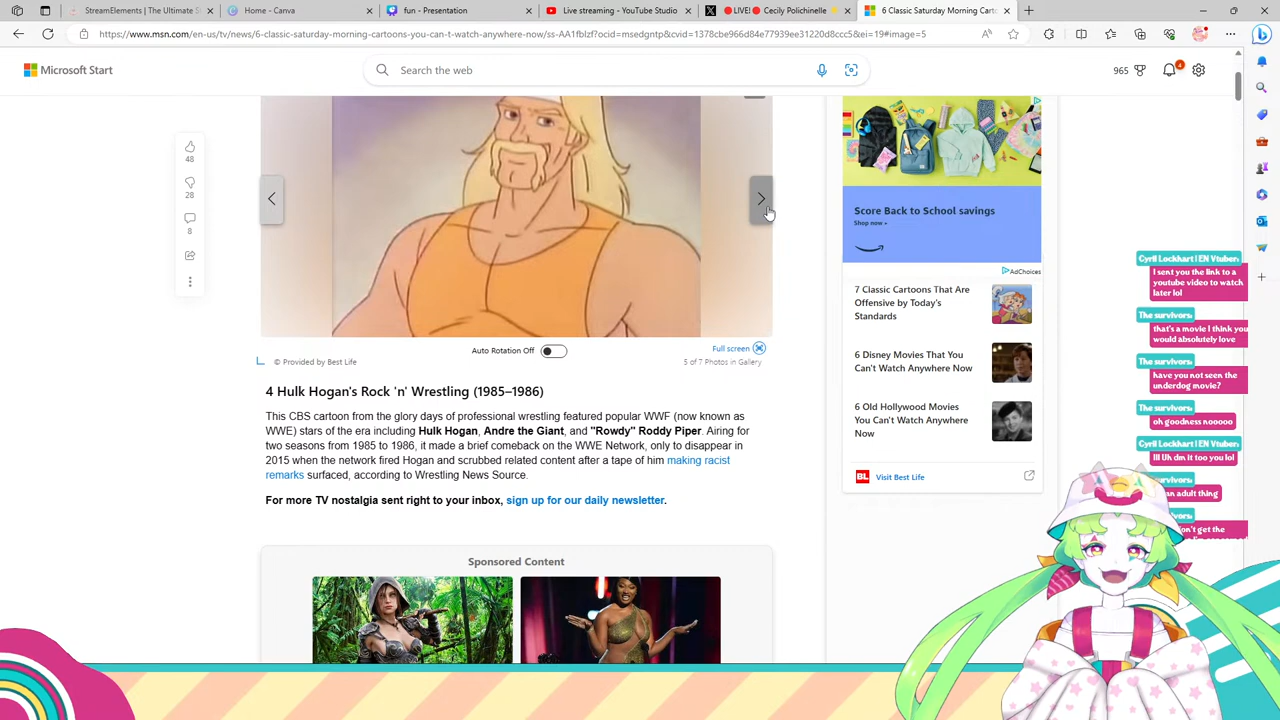 StreamElements | The Ultimate S
Home - Canva
fun - Presentation
Live streaming - YouTube Studio
🔴LIVE!🔴 Cecily Polichinelle
6 Classic Saturday Morning Carto
https://www.msn.com/en-us/tv/news/6-classic-saturday-morning-cartoons-you-can-t-watch-anywhere-now/ss-AA1fblzf?ocid=msedgntp&cvid=1378cbe966d84e77939ee31220d8ccc5&ei=19#image=5
Microsoft Start
Search the web
965
4
48
28
8
Auto Rotation Off
Full screen
© Provided by Best Life
5 of 7 Photos in Gallery
4 Hulk Hogan's Rock 'n' Wrestling (1985–1986)
This CBS cartoon from the glory days of professional wrestling featured popular WWF (now known as
WWE) stars of the era including Hulk Hogan, Andre the Giant, and "Rowdy" Roddy Piper. Airing for
two seasons from 1985 to 1986, it made a brief comeback on the WWE Network, only to disappear in
2015 when the network fired Hogan and scrubbed related content after a tape of him making racist
remarks surfaced, according to Wrestling News Source.
For more TV nostalgia sent right to your inbox, sign up for our daily newsletter.
Sponsored Content
Score Back to School savings
Shop now
AdChoices
7 Classic Cartoons That Are
Offensive by Today's
Standards
6 Disney Movies That You
Can't Watch Anywhere Now
6 Old Hollywood Movies
You Can't Watch Anywhere
Now
BL
Visit Best Life
Cyril Lockhart | EN Vtuber:
I sent you the link to a
youtube video to watch
later lol
The survivors:
that's a movie I think you
would absolutely love
The survivors:
have you not seen the
underdog movie?
The survivors:
oh goodness nooooo
Cyril Lockhart | EN Vtuber:
Ill Uh dm it too you lol
adult thing
get the